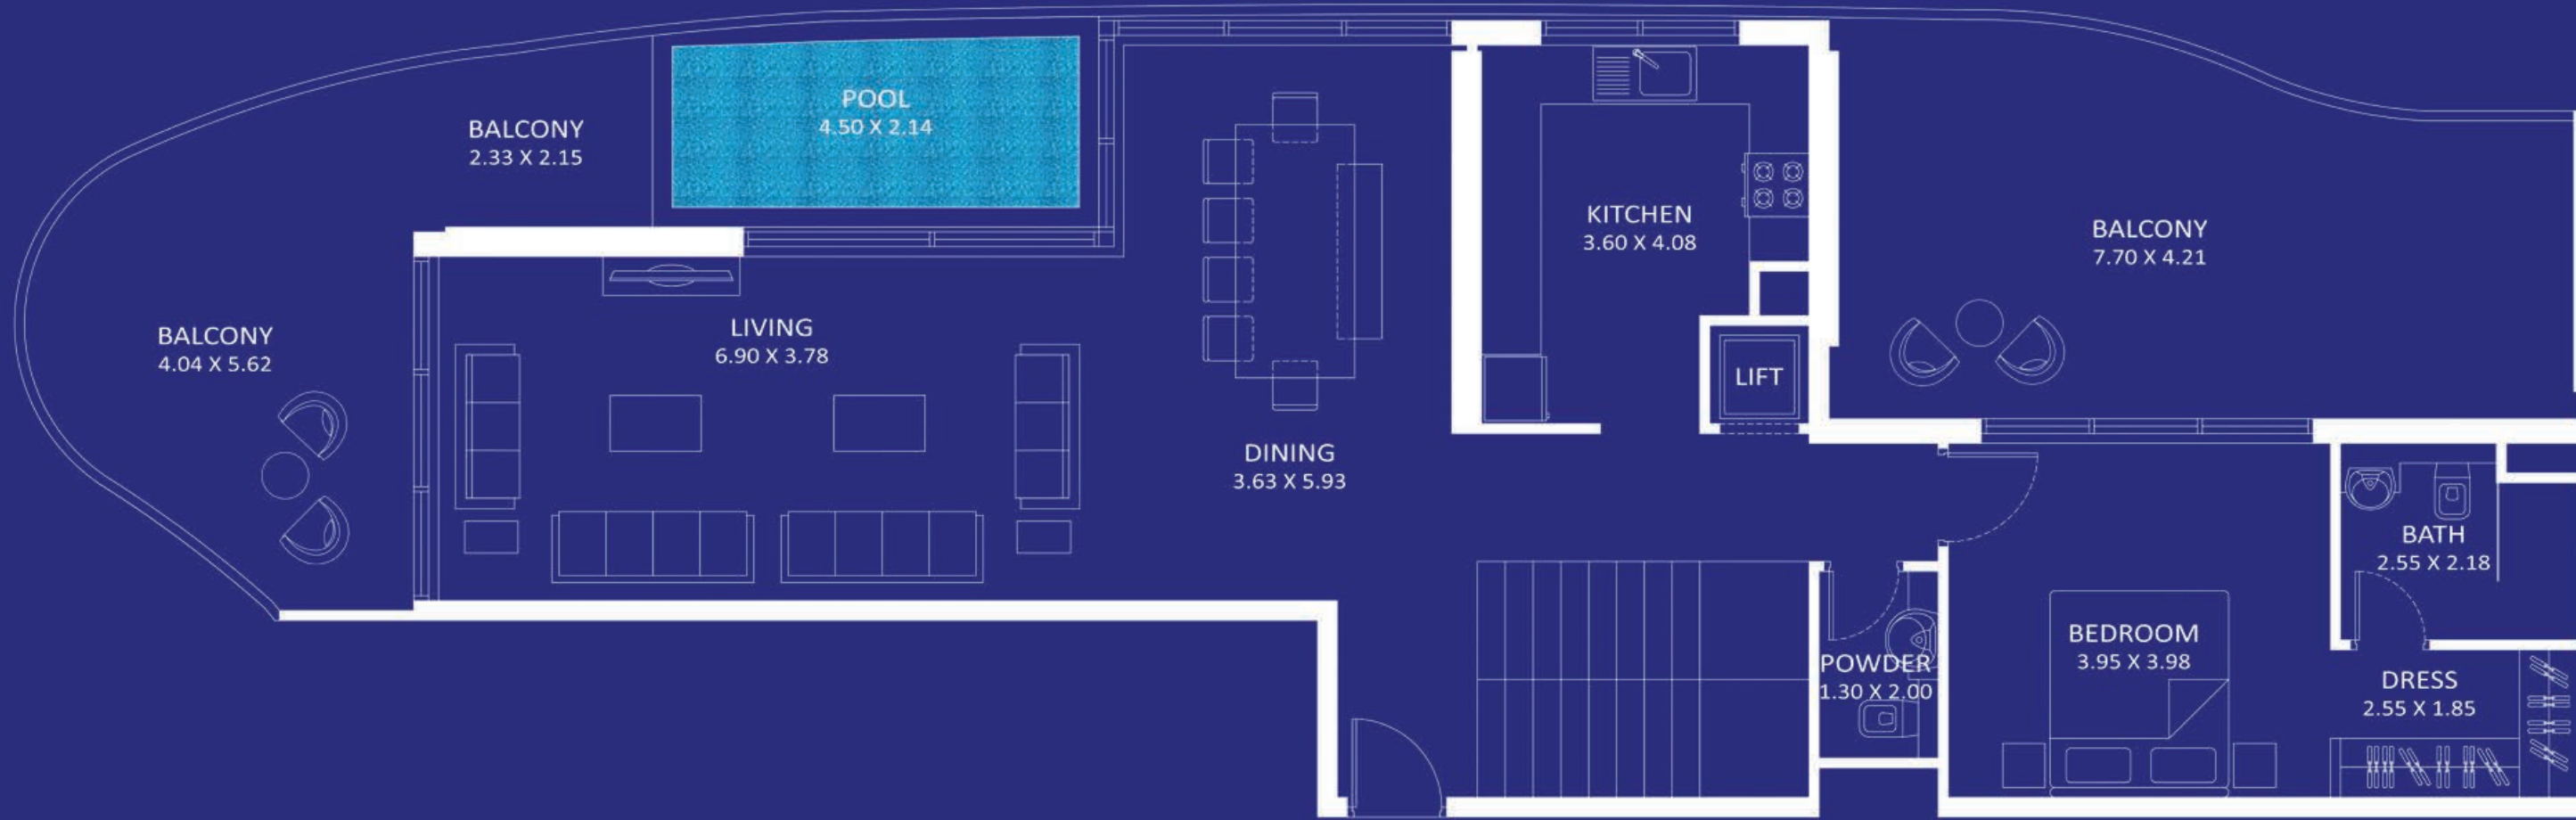 POOL
4.50 X 2.14
BALCONY
2.33 X 2.15
KITCHEN
3.60 X 4.08
BALCONY
7.70 X 4.21
BALCONY
4.04 X 5.62
LIVING
6.90 X 3.78
LIFT
DINING
3.63 X 5.93
BATH
2.55 X 2.18
BEDROOM
3.95 X 3.98
POWDER
1.30 X 2.00
DRESS
2.55 X 1.85